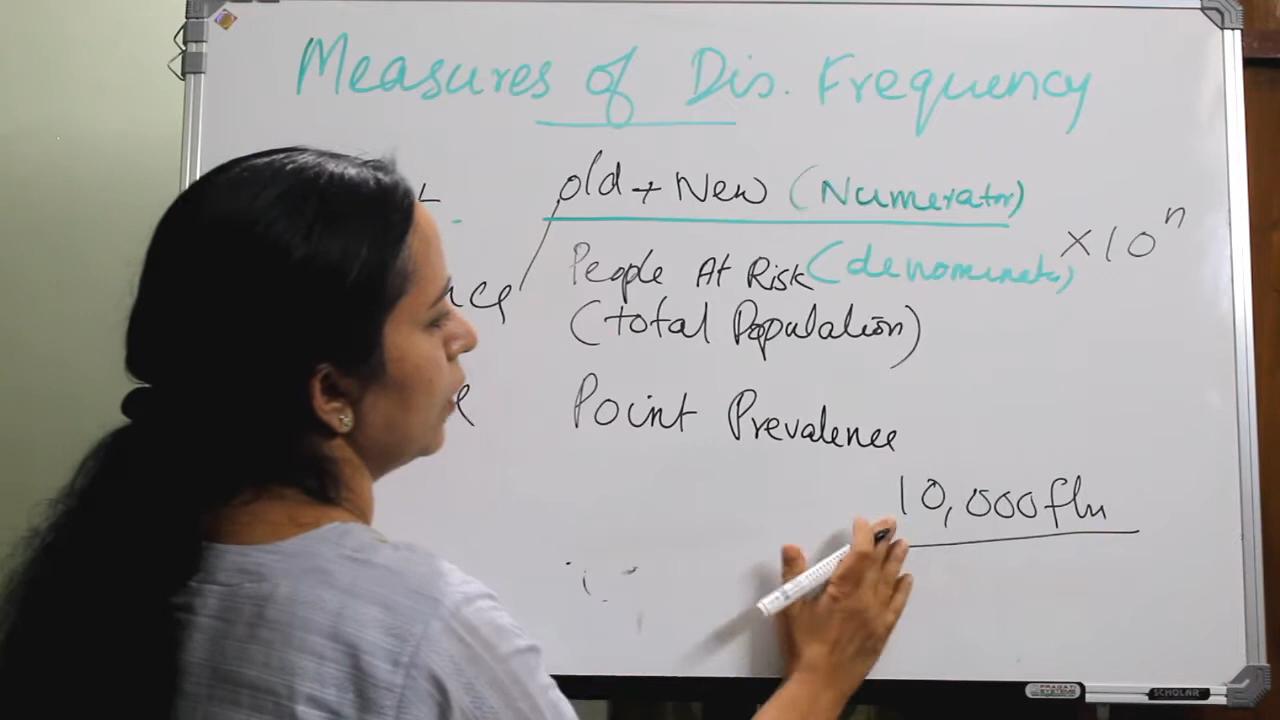 Measures of Dis. Frequency
old + New (Numerator)
People At Risk (denominator)
× 10ⁿ
(total Population)
Point Prevalence
10,000 flu
SCHOLAR